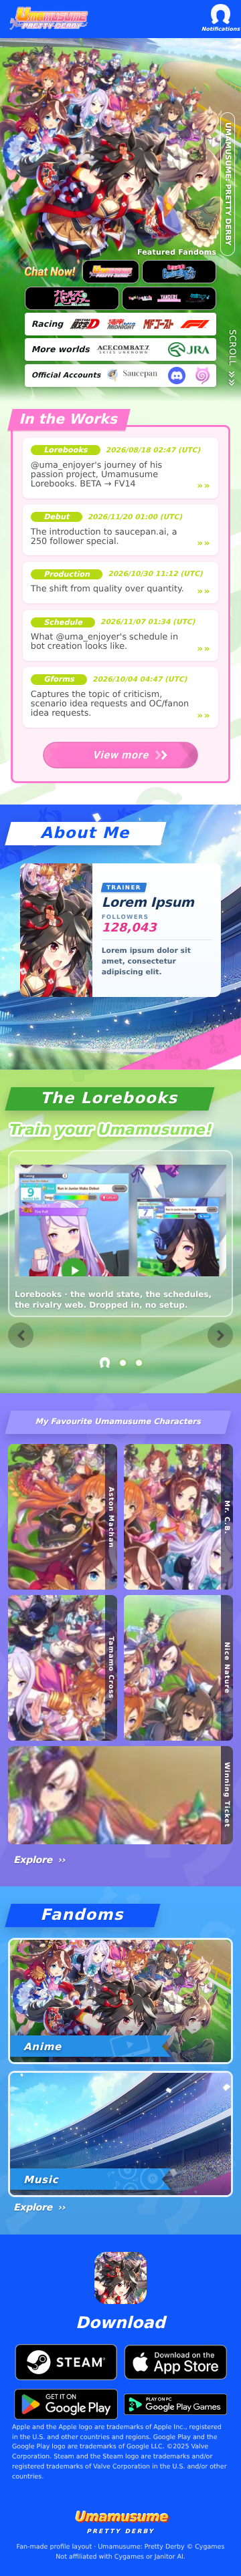 Umamusume
PRETTY DERBY
Notifications
UMAMUSUME: PRETTY DERBY
Featured Fandoms
Chat Now!
Racing
MIDNIGHT
MFゴースト
F1
More worlds
ACE COMBAT
SKIES UNKNOWN
JRA
Official Accounts
Saucepan
SCROLL »»
In the Works
Lorebooks 2026/08/18 02:47 (UTC)
@uma_enjoyer's journey of his
passion project, Umamusume
Lorebooks. BETA → FV14
»»
Debut 2026/11/20 01:00 (UTC)
The introduction to saucepan.ai, a
250 follower special.
»»
Production 2026/10/30 11:12 (UTC)
The shift from quality over quantity.
»»
Schedule 2026/11/07 01:34 (UTC)
What @uma_enjoyer's schedule in
bot creation looks like.
»»
Gforms 2026/10/04 04:47 (UTC)
Captures the topic of criticism,
scenario idea requests and OC/fanon
idea requests.
»»
View more
About Me
TRAINER
Lorem Ipsum
FOLLOWERS
128,043
Lorem ipsum dolor sit
amet, consectetur
adipiscing elit.
The Lorebooks
Train your Umamusume!
Lorebooks · the world state, the schedules,
the rivalry web. Dropped in, no setup.
My Favourite Umamusume Characters
Aston Machan
Mr. C.B.
Tamamo Cross
Nice Nature
Winning Ticket
Explore ››
Fandoms
Anime
Music
Explore ››
Download
STEAM
Download on the
App Store
GET IT ON
Google Play
PLAY ON PC
Google Play Games
Apple and the Apple logo are trademarks of Apple Inc., registered
in the U.S. and other countries and regions. Google Play and the
Google Play logo are trademarks of Google LLC. ©2025 Valve
Corporation. Steam and the Steam logo are trademarks and/or
registered trademarks of Valve Corporation in the U.S. and/or other
countries.
Umamusume
PRETTY DERBY
Fan-made profile layout · Umamusume: Pretty Derby © Cygames
Not affiliated with Cygames or Janitor AI.